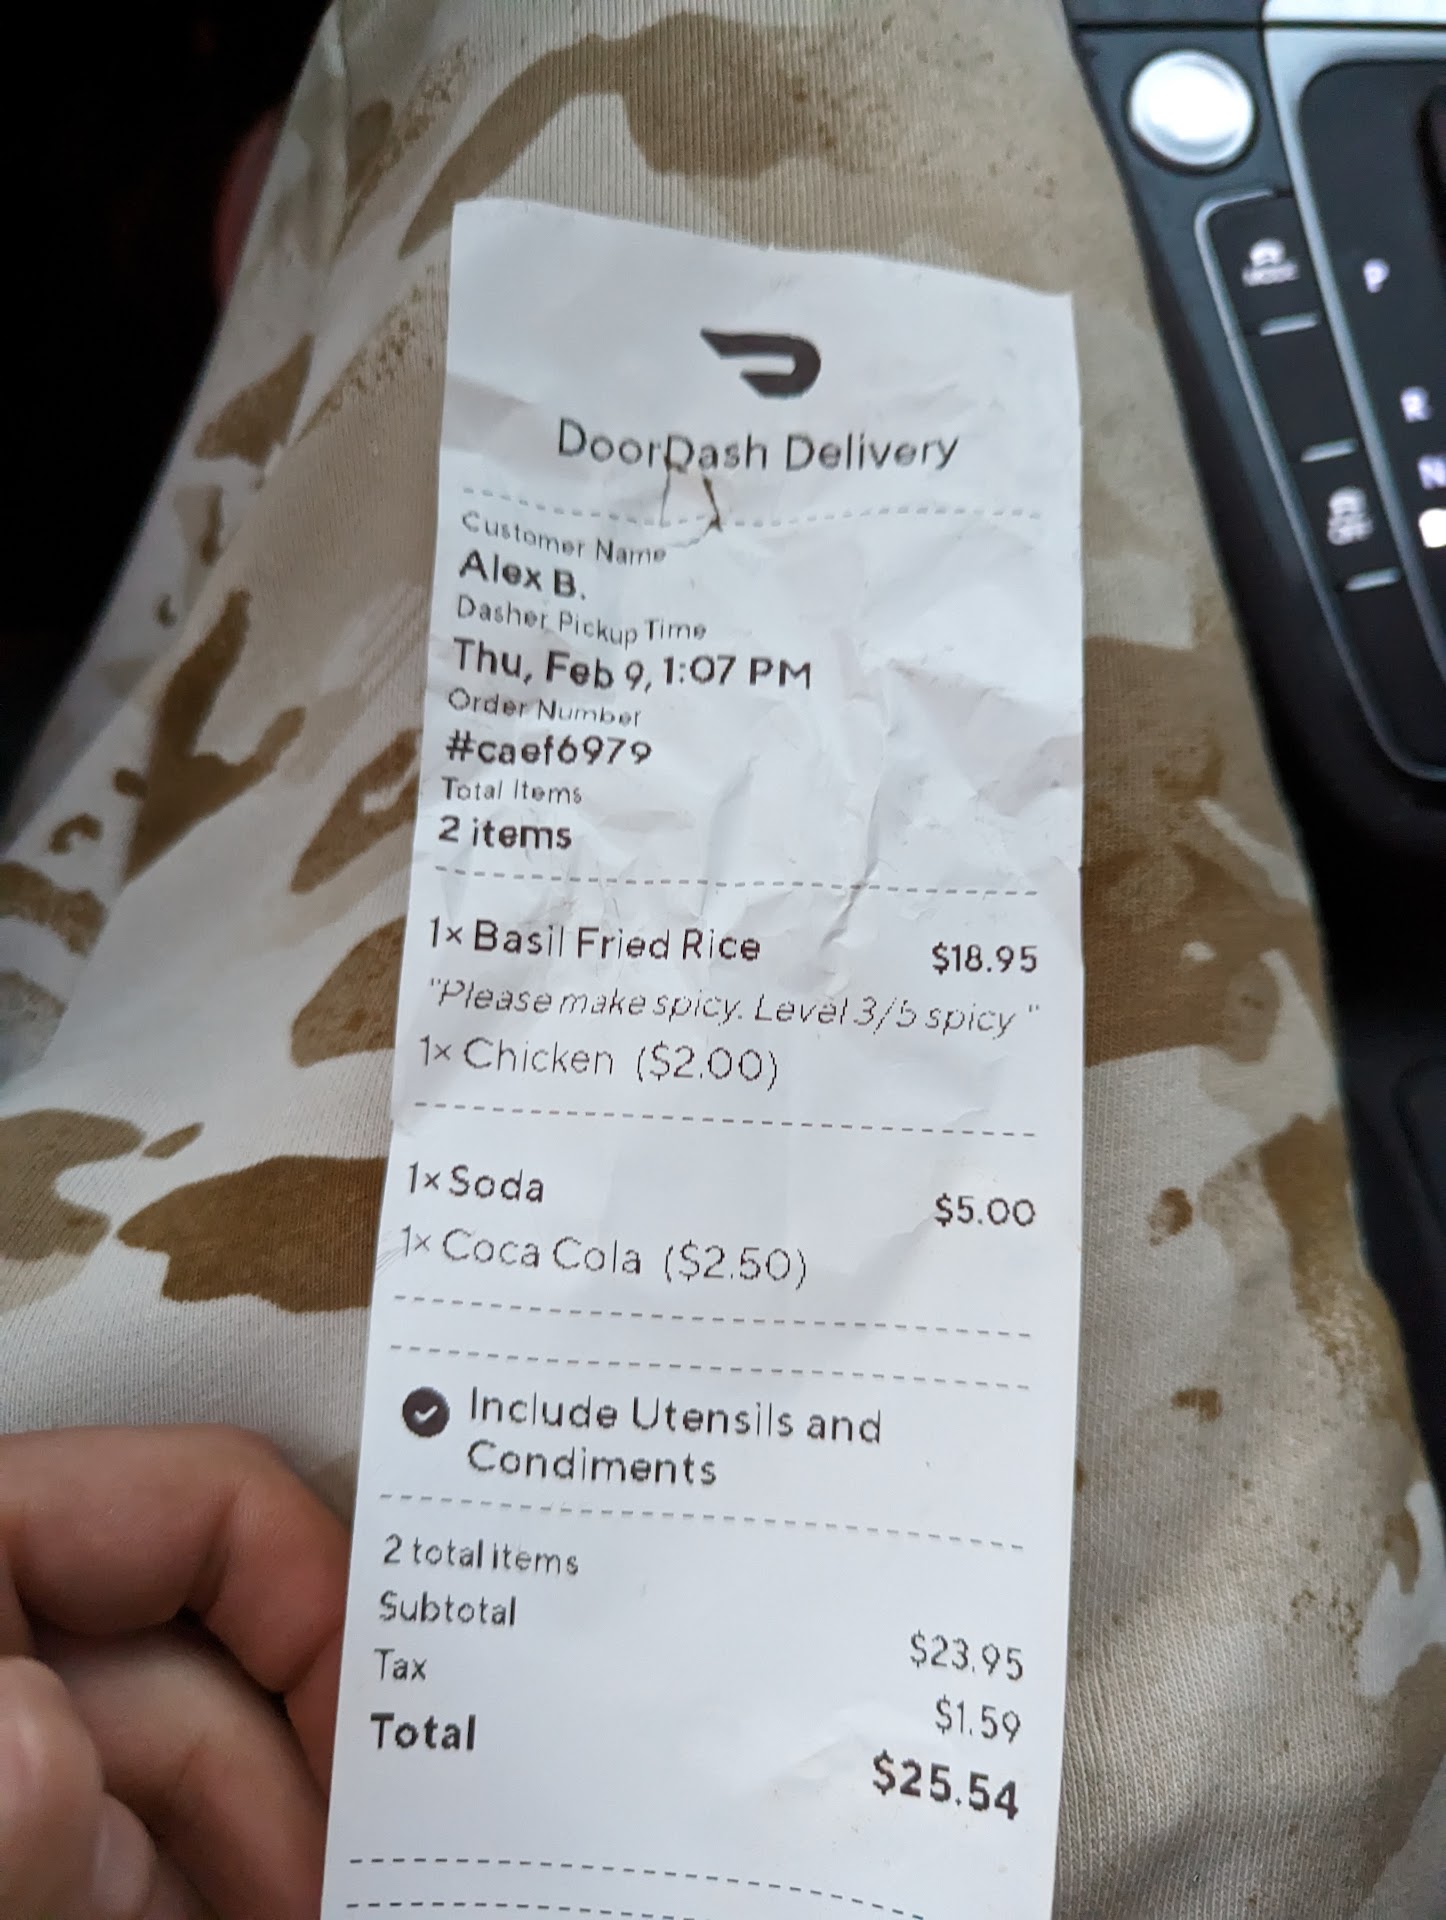 DoorDash Delivery
Customer Name
Alex B.
Dasher Pickup Time
Thu, Feb 9, 1:07 PM
Order Number
#caef6979
Total Items
2 items
1x Basil Fried Rice $18.95
"Please make spicy. Level 3/5 spicy "
1x Chicken ($2.00)
1x Soda $5.00
1x Coca Cola ($2.50)
Include Utensils and
Condiments
2 total items
Subtotal $23.95
Tax $1.59
Total $25.54
P
R
N
OFF